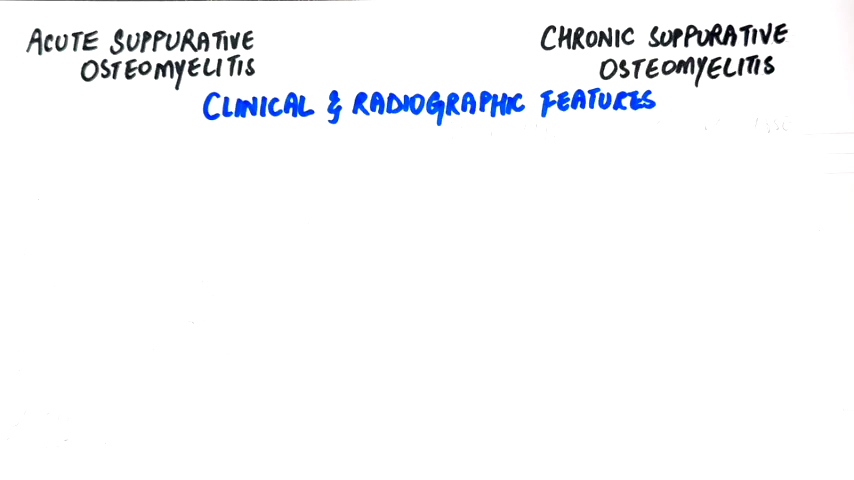 ACUTE SUPPURATIVE
OSTEOMYELITIS
CHRONIC SUPPURATIVE
OSTEOMYELITIS
CLINICAL & RADIOGRAPHIC FEATURES